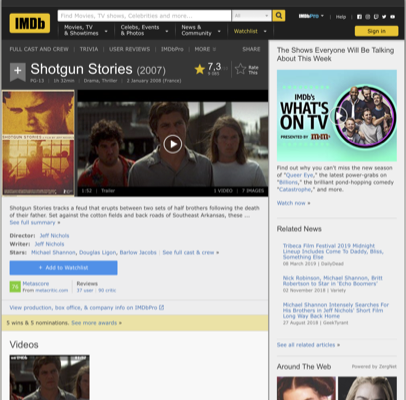 IMDb
Find Movies, TV shows, Celebrities and more...
All
IMDbPro
Help
Movies, TV
& Showtimes
Celebs, Events
& Photos
News &
Community
Watchlist
Sign in
FULL CAST AND CREW | TRIVIA | USER REVIEWS | IMDbPro | MORE
SHARE
Shotgun Stories (2007)
7,3
Rate
This
PG-13 | 1h 32min | Drama, Thriller | 2 January 2008 (France)
SHOTGUN STORIES
1:52 | Trailer
1 VIDEO | 7 IMAGES
Shotgun Stories tracks a feud that erupts between two sets of half brothers following the
death of their father. Set against the cotton fields and back roads of Southeast Arkansas, these ...
See full summary »
Director: Jeff Nichols
Writer: Jeff Nichols
Stars: Michael Shannon, Douglas Ligon, Barlow Jacobs | See full cast & crew »
+ Add to Watchlist
Metascore
From metacritic.com
Reviews
37 user | 90 critic
View production, box office, & company info on IMDbPro
5 wins & 5 nominations. See more awards »
Videos
The Shows Everyone Will Be Talking
About This Week
IMDb's
WHAT'S
ON TV
PRESENTED BY
Find out why you can't miss the new season
of "Queer Eye," the latest power-grabs on
"Billions," the brilliant pond-hopping comedy
"Catastrophe," and more.
Watch now »
Related News
Tribeca Film Festival 2019 Midnight
Lineup Includes Come To Daddy, Bliss,
Something Else
09 March 2019 | DailyDead
Nick Robinson, Michael Shannon, Britt
Robertson to Star in 'Echo Boomers'
02 November 2018 | Variety
Michael Shannon Intensely Searches For
His Brothers in Jeff Nichols' Short Film
Long Way Back Home
27 August 2018 | GeekTyrant
See all related articles »
Around The Web
Powered by ZergNet